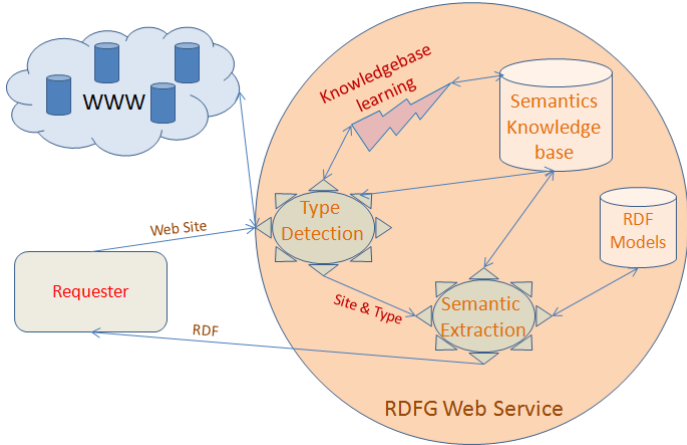 WWW
Knowledgebase
learning
Semantics
Knowledge
base
Type
Detection
RDF
Models
Web Site
Requester
Site & Type
Semantic
Extraction
RDF
RDFG Web Service